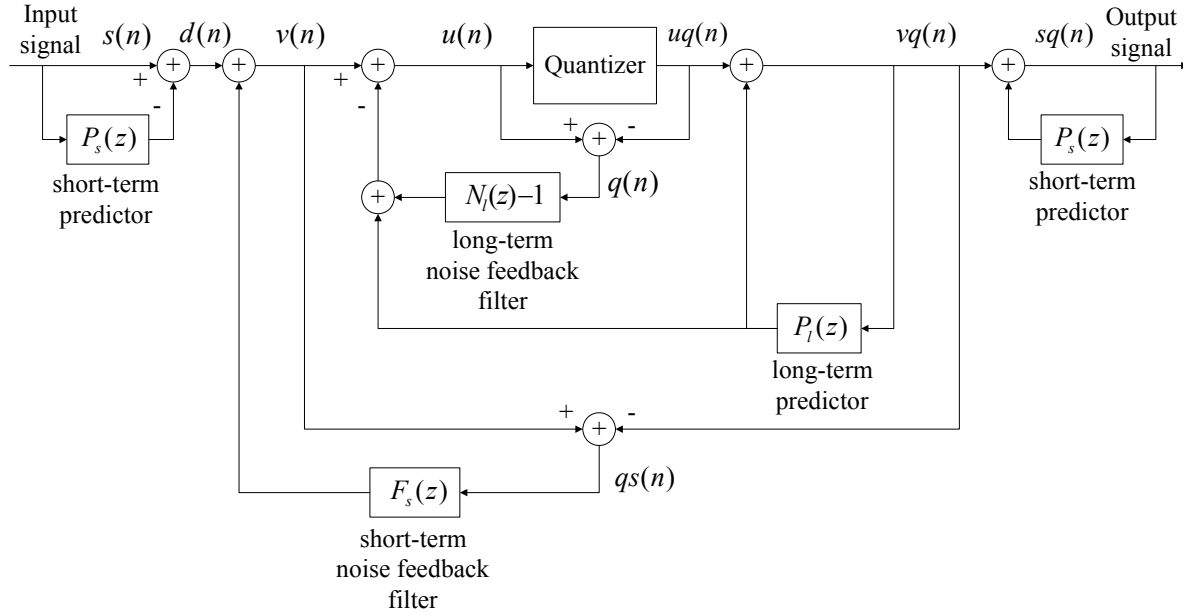 Input
signal
s(n)
d(n)
v(n)
u(n)
uq(n)
vq(n)
sq(n)
Output
signal
+
+
+
+
Quantizer
+
+
-
-
P_s(z)
short-term
predictor
+
-
+
q(n)
N_l(z)−1
long-term
noise feedback
filter
+
P_s(z)
short-term
predictor
P_l(z)
long-term
predictor
+
-
+
qs(n)
F_s(z)
short-term
noise feedback
filter